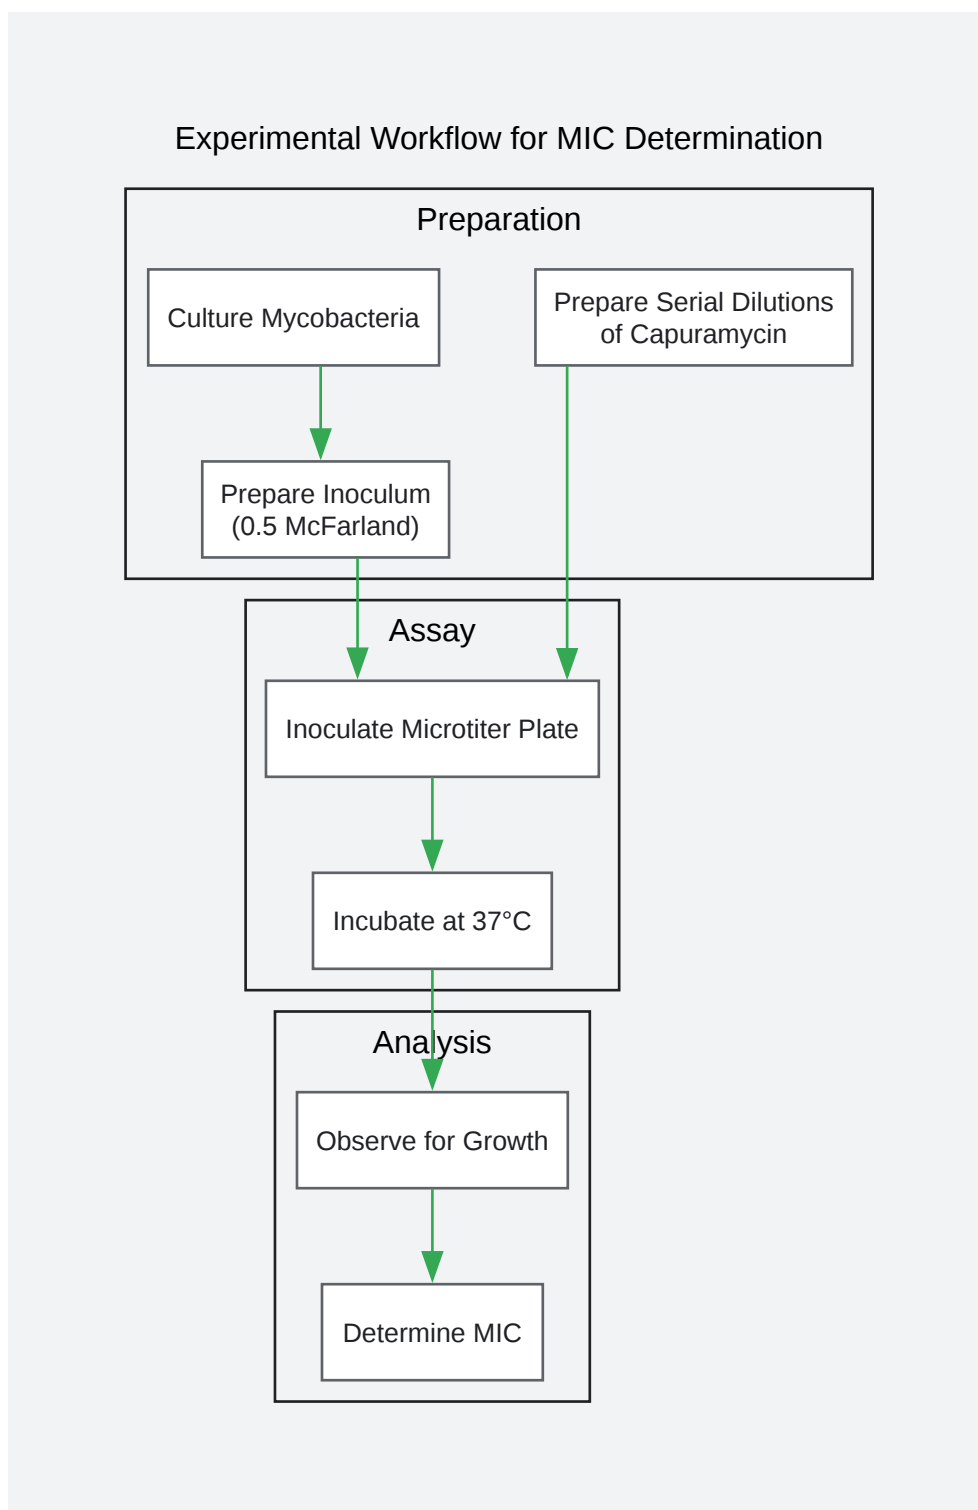 Experimental Workflow for MIC Determination
Preparation
Culture Mycobacteria
Prepare Serial Dilutions
of Capuramycin
Prepare Inoculum
(0.5 McFarland)
Assay
Inoculate Microtiter Plate
Incubate at 37°C
Analysis
Observe for Growth
Determine MIC